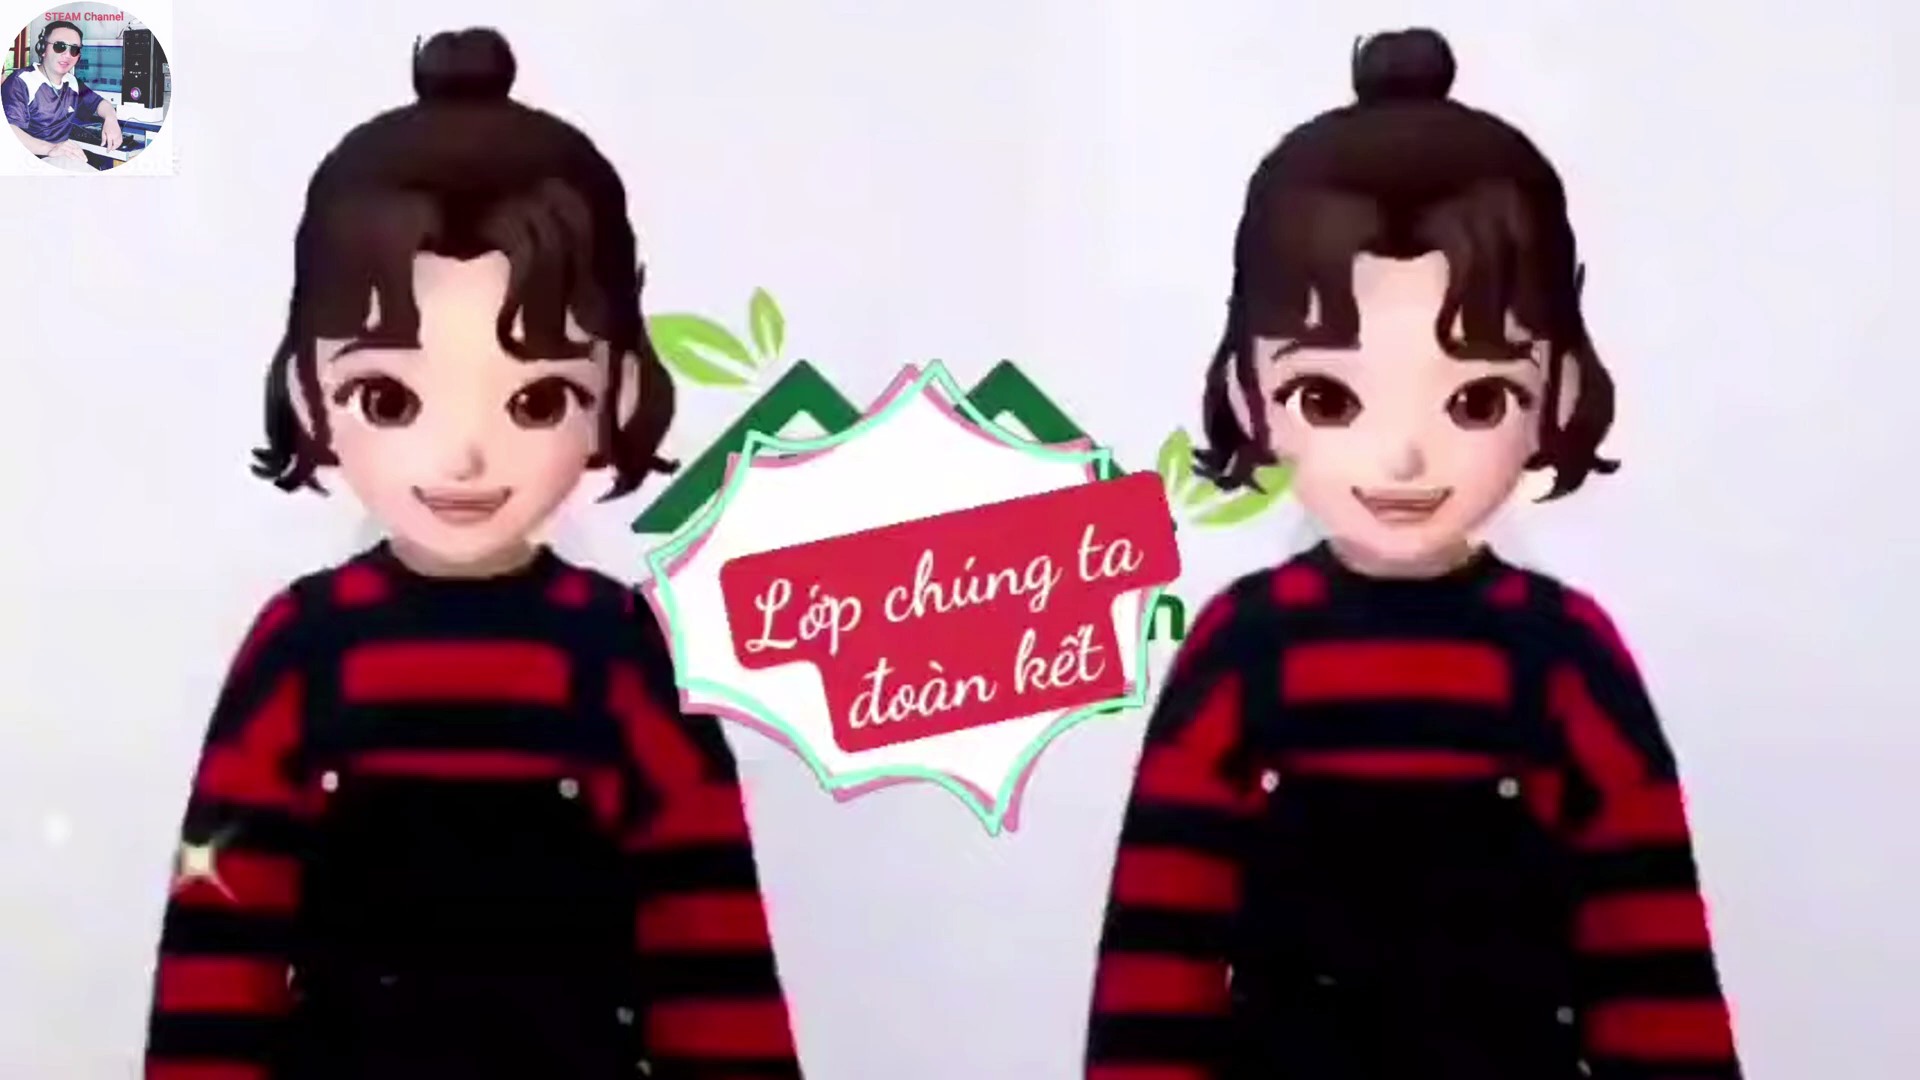 STEAM Channel
Lớp chúng ta
đoàn kết